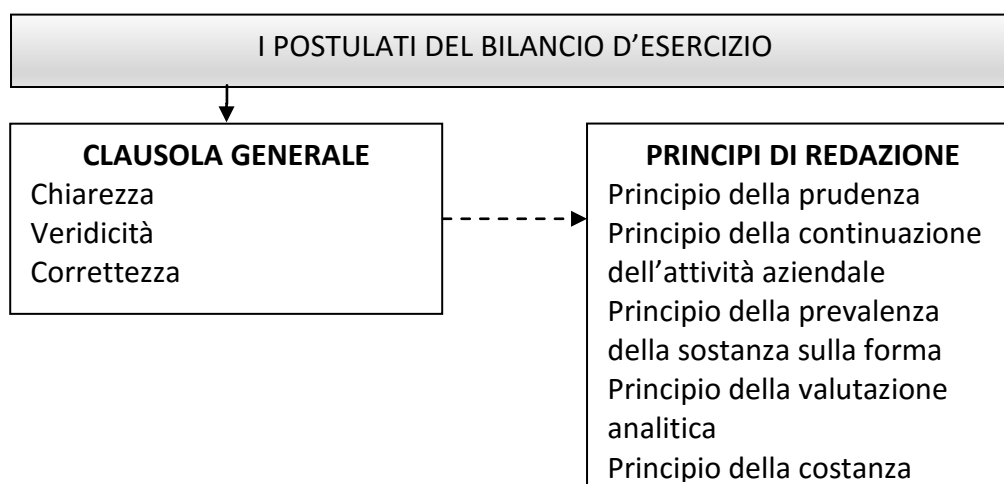 I POSTULATI DEL BILANCIO D’ESERCIZIO
CLAUSOLA GENERALE
Chiarezza
Veridicità
Correttezza
PRINCIPI DI REDAZIONE
Principio della prudenza
Principio della continuazione
dell’attività aziendale
Principio della prevalenza
della sostanza sulla forma
Principio della valutazione
analitica
Principio della costanza